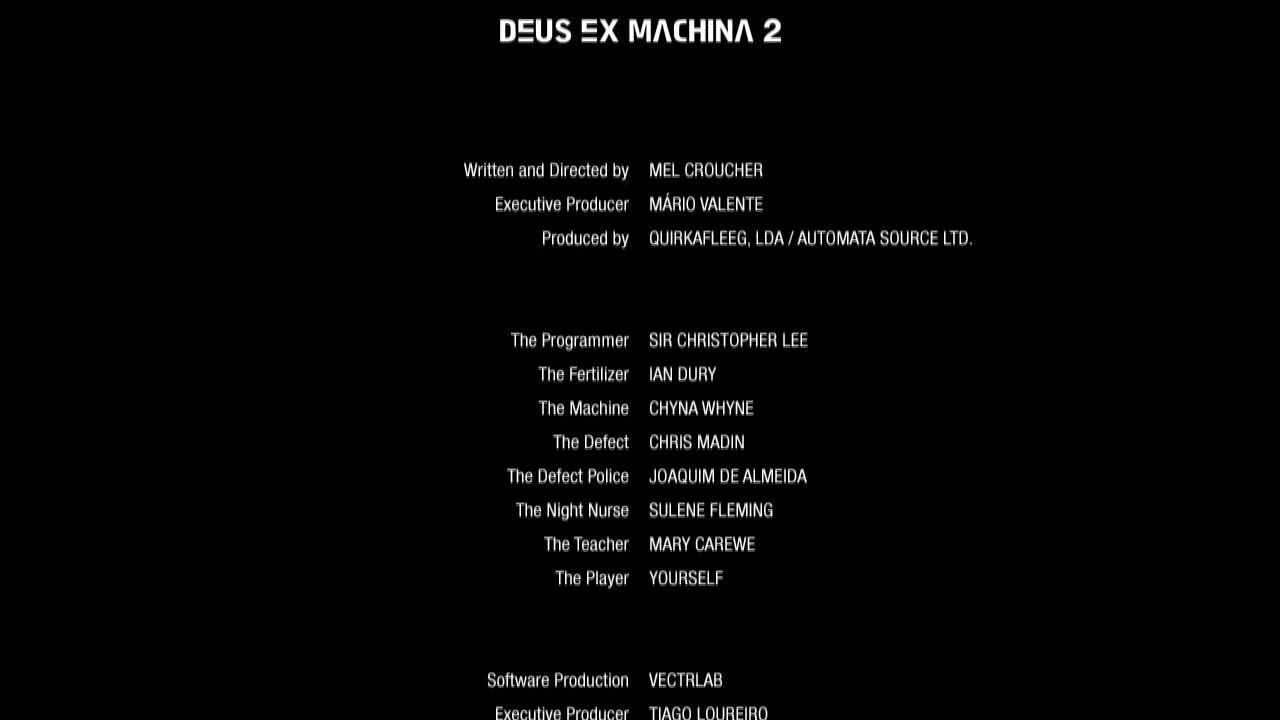 DEUS EX MACHINA 2
Written and Directed by MEL CROUCHER
Executive Producer MÁRIO VALENTE
Produced by QUIRKAFLEEG, LDA / AUTOMATA SOURCE LTD.
The Programmer SIR CHRISTOPHER LEE
The Fertilizer IAN DURY
The Machine CHYNA WHYNE
The Defect CHRIS MADIN
The Defect Police JOAQUIM DE ALMEIDA
The Night Nurse SULENE FLEMING
The Teacher MARY CAREWE
The Player YOURSELF
Software Production VECTRLAB
Executive Producer TIAGO LOUREIRO